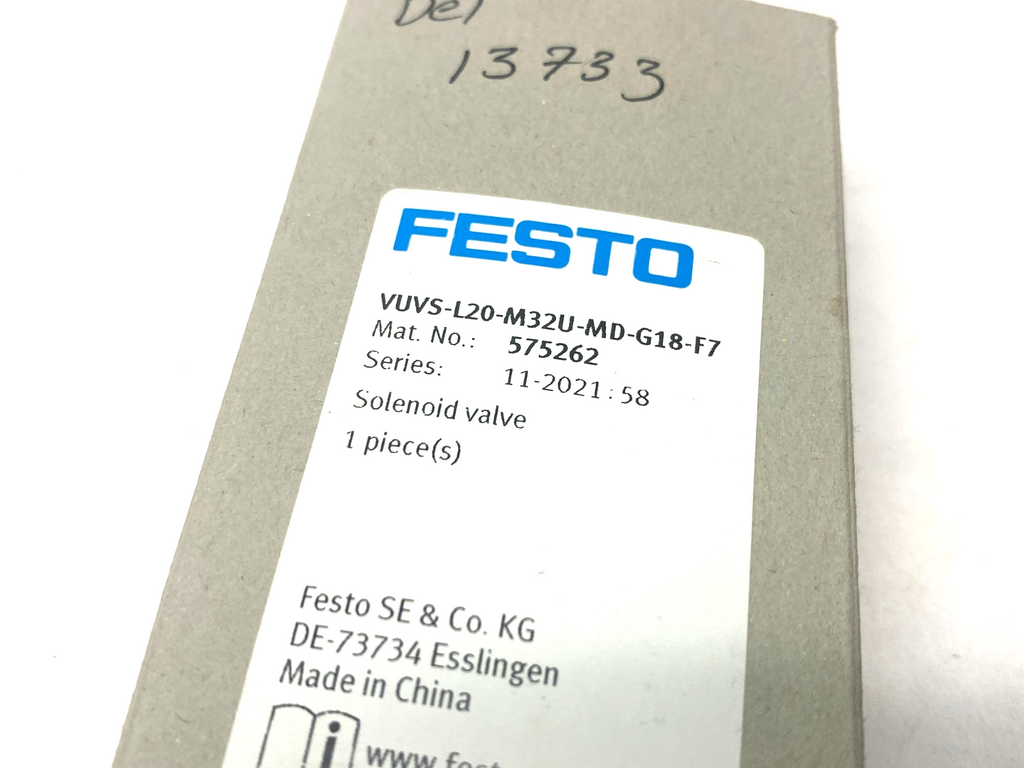 Del
13733
FESTO
VUVS-L20-M32U-MD-G18-F7
Mat. No.: 575262
Series: 11-2021:58
Solenoid valve
1 piece(s)
Festo SE & Co. KG
DE-73734 Esslingen
Made in China